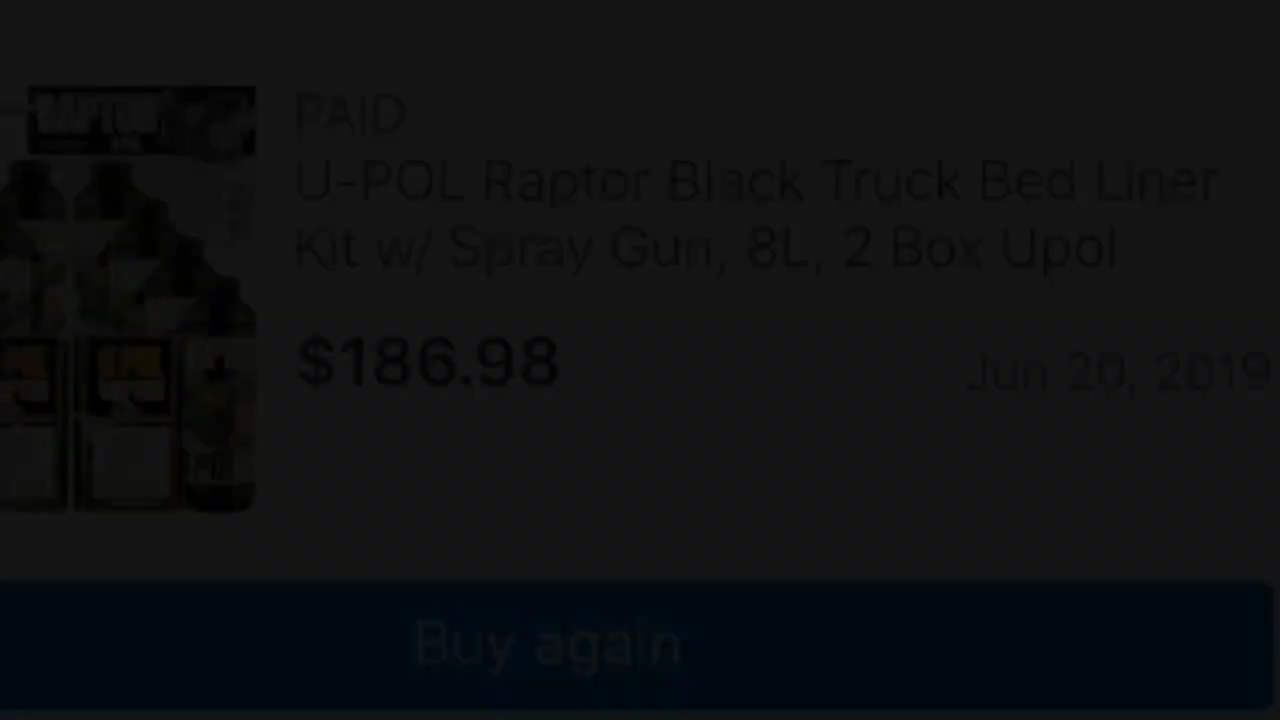 RAPTOR
PAID
U-POL Raptor Black Truck Bed Liner
Kit w/ Spray Gun, 8L, 2 Box Upol
$186.98
Jun 20, 2019
Buy again